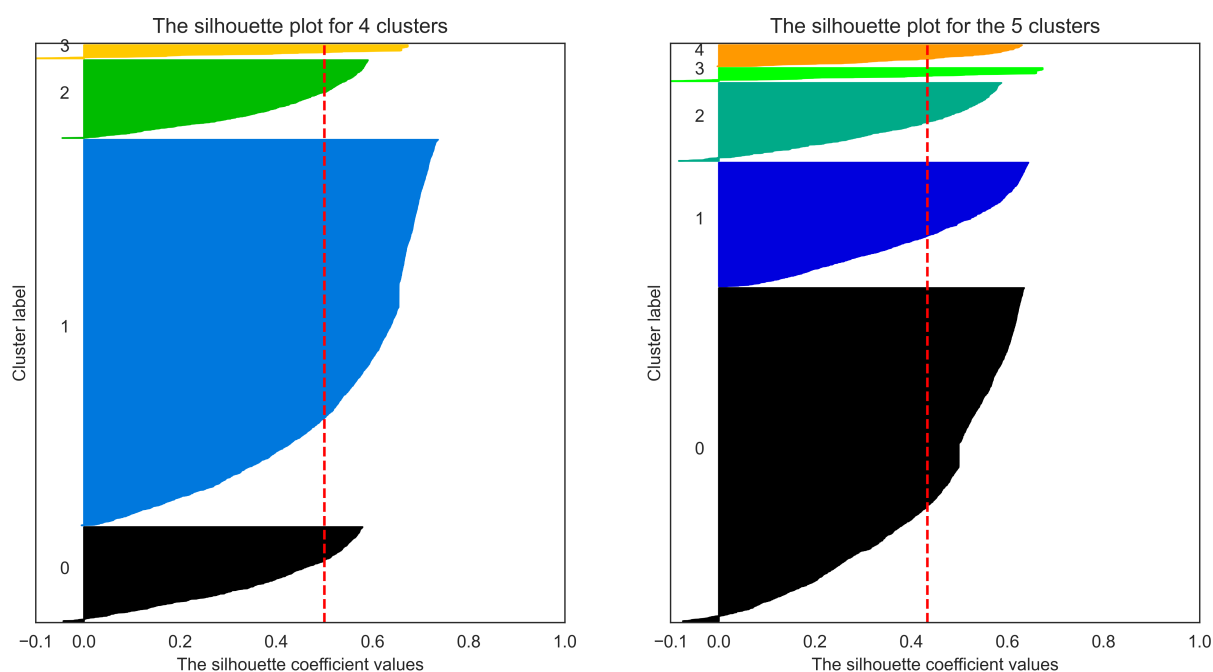 The silhouette plot for 4 clusters
3
2
1
0
Cluster label
−0.1 0.0 0.2 0.4 0.6 0.8 1.0
The silhouette coefficient values
The silhouette plot for the 5 clusters
4
3
2
1
0
Cluster label
−0.1 0.0 0.2 0.4 0.6 0.8 1.0
The silhouette coefficient values